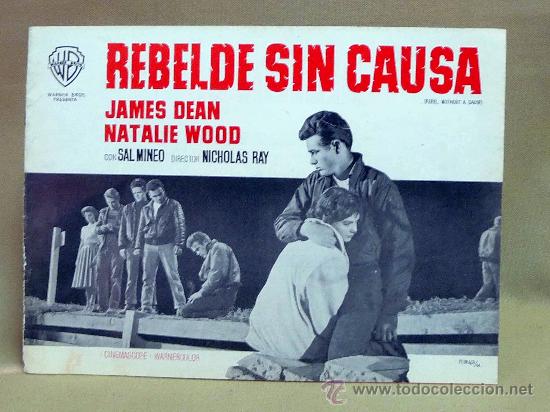 WB
WARNER BROS.
PRESENTA
REBELDE SIN CAUSA
(REBEL WITHOUT A CAUSE)
JAMES DEAN
NATALIE WOOD
CON SAL MINEO DIRECTOR NICHOLAS RAY
CINEMASCOPE - WARNERCOLOR
www.todocoleccion.net